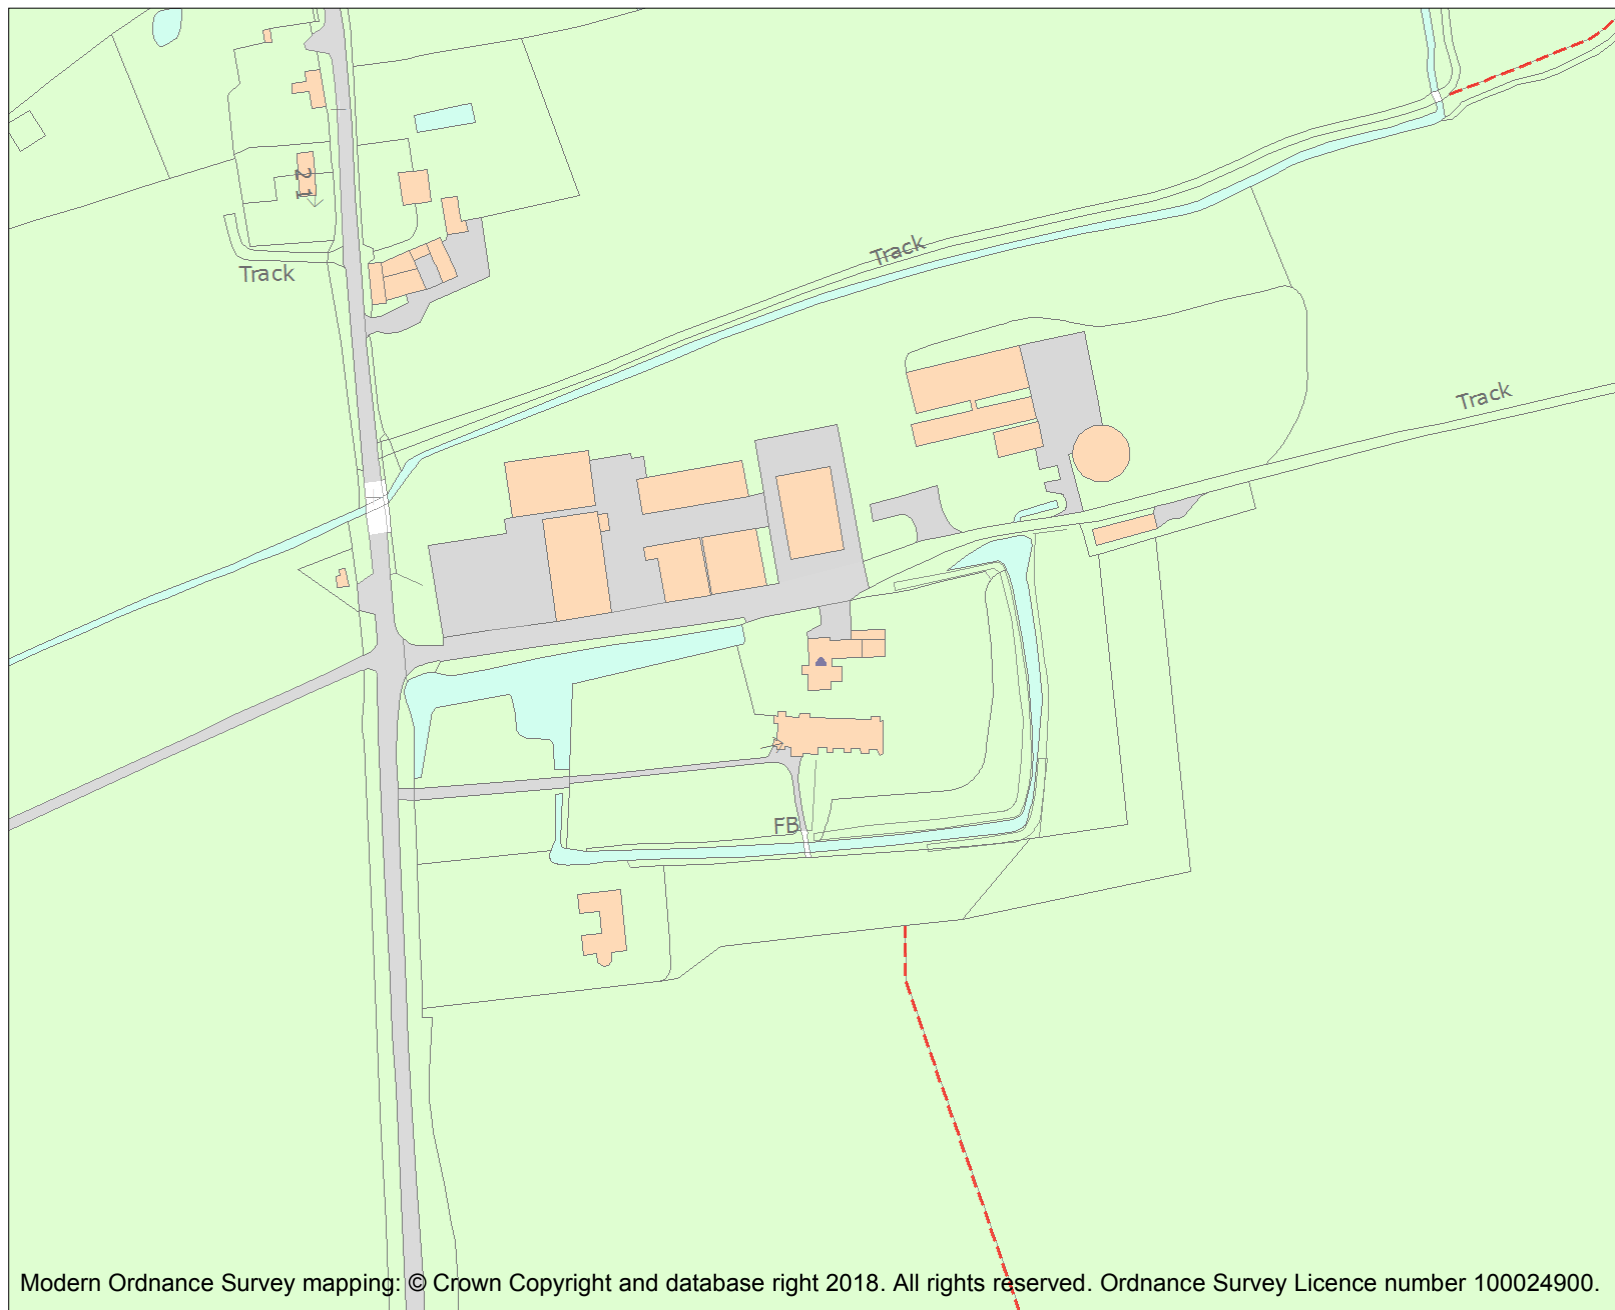 21
Track
Track
Track
FB
Modern Ordnance Survey mapping: © Crown Copyright and database right 2018. All rights reserved. Ordnance Survey Licence number 100024900.